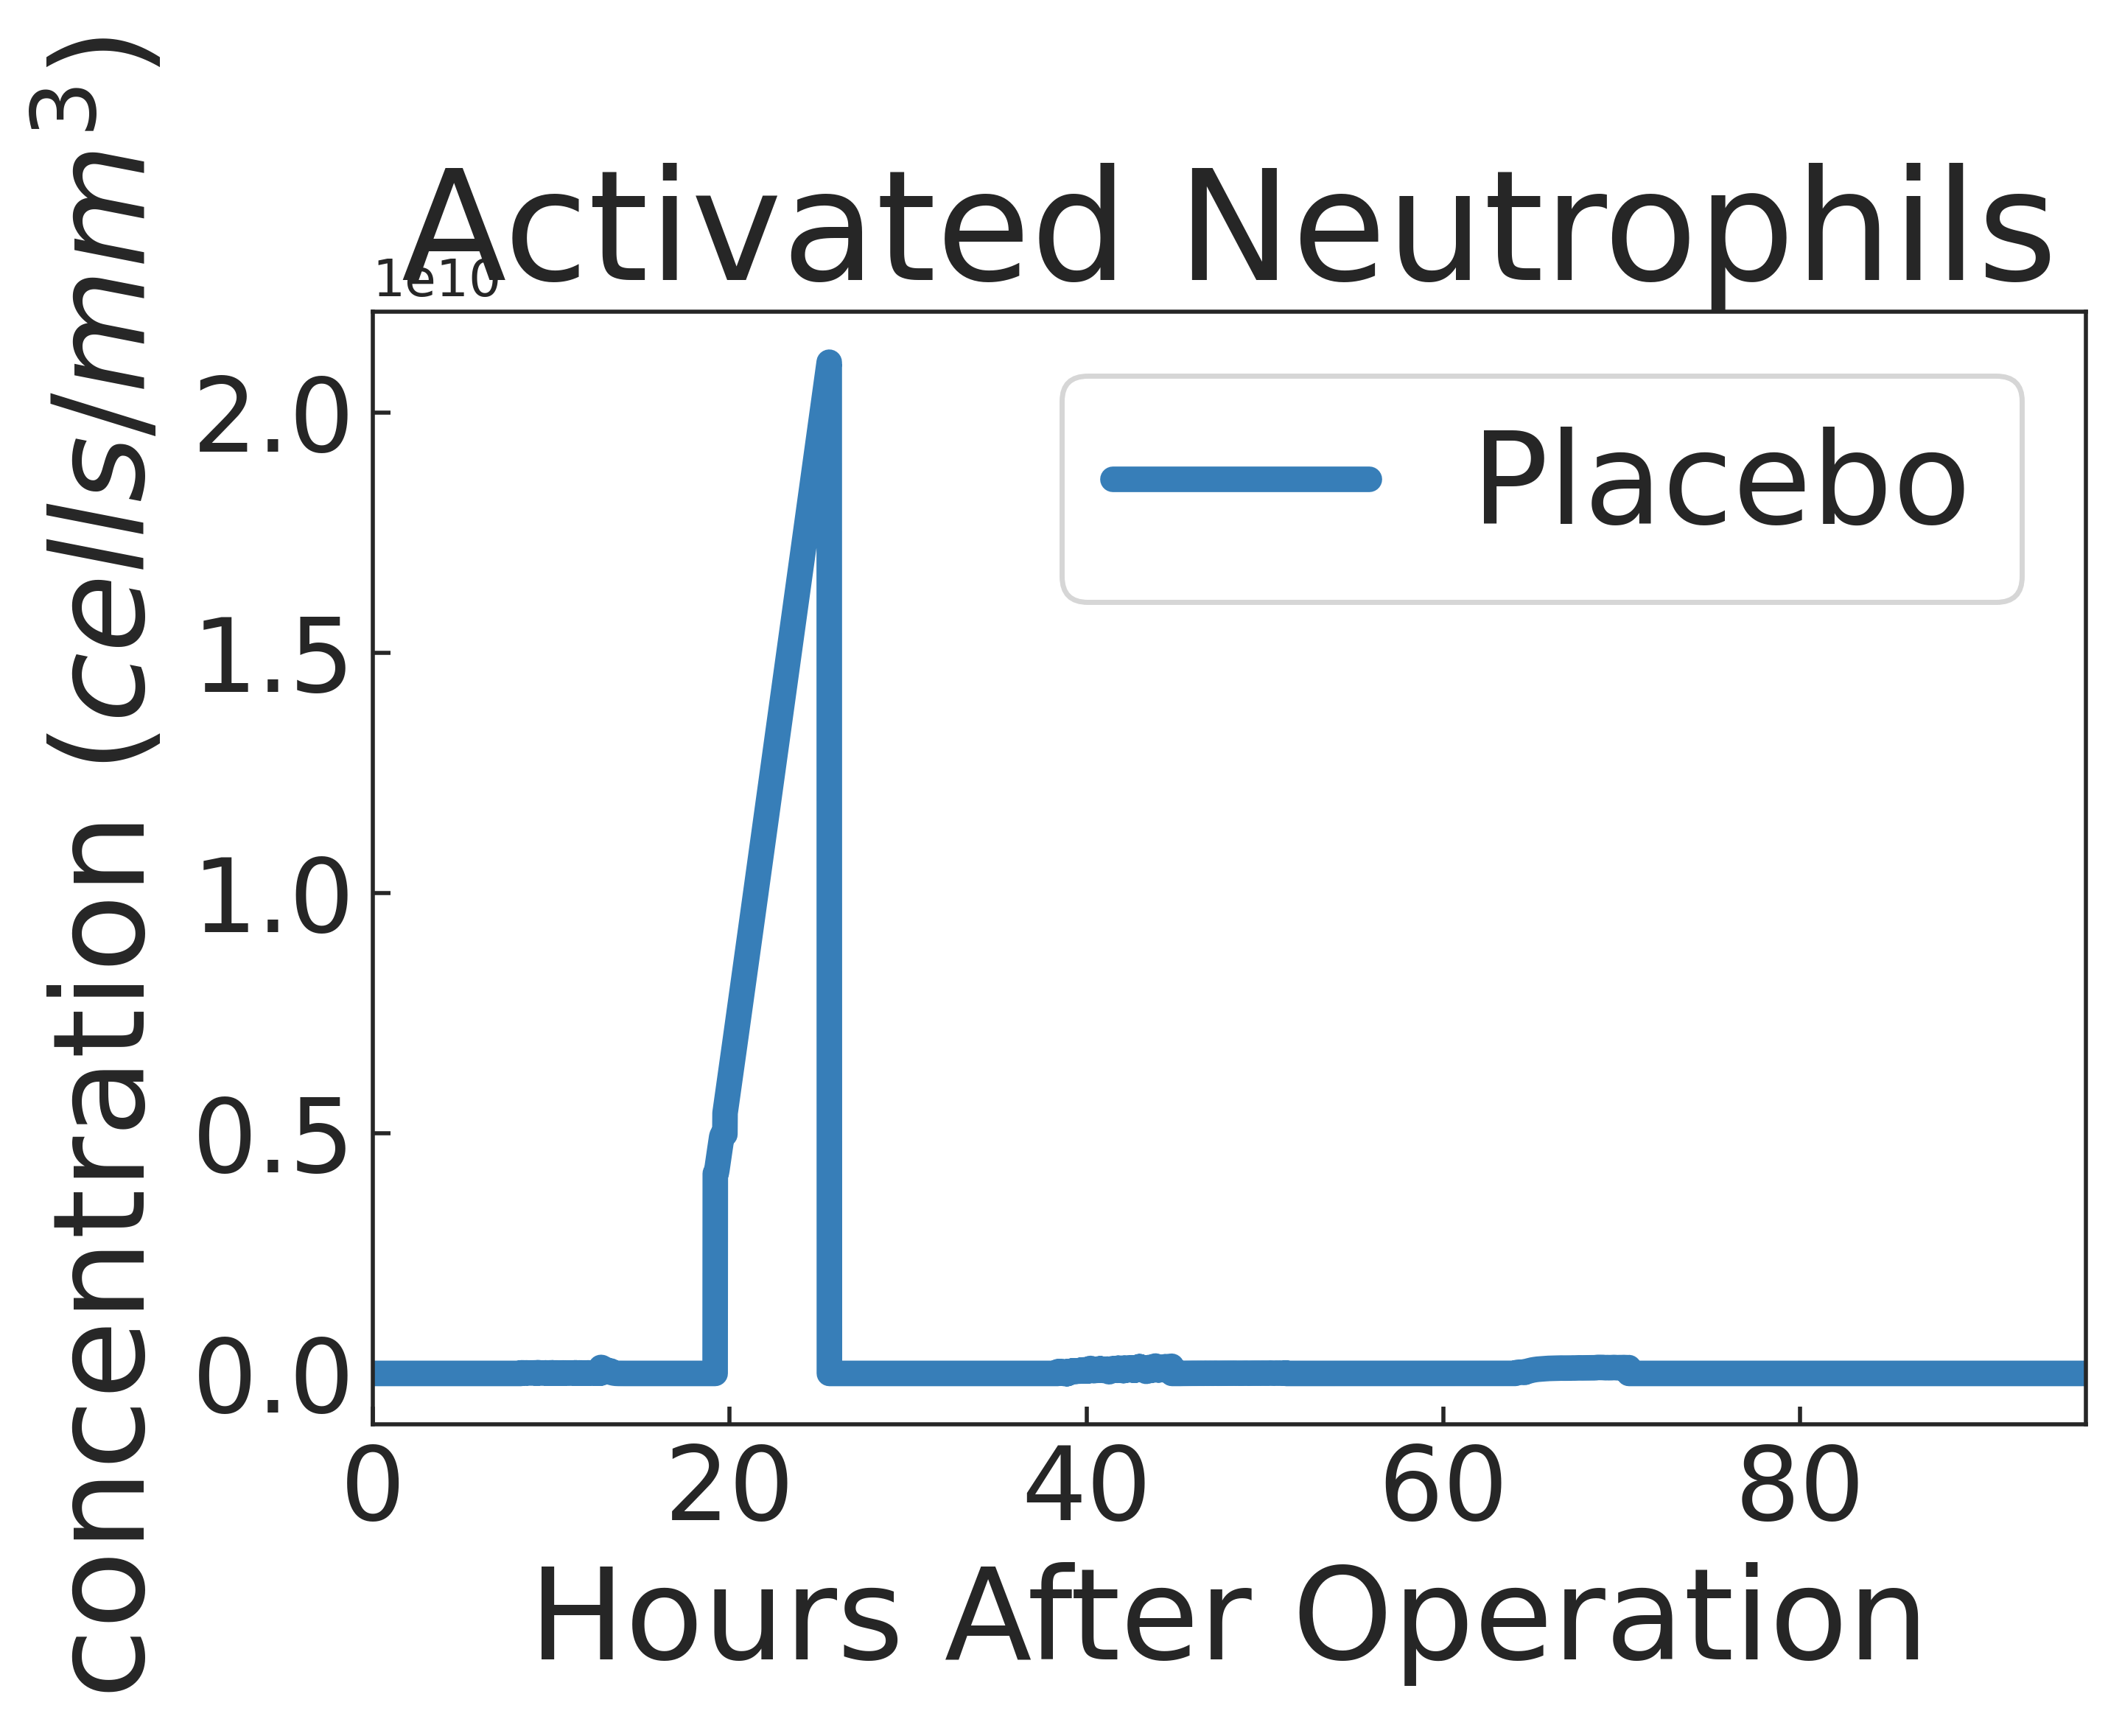 Activated Neutrophils
1e10
concentration (cells/mm³)
2.0
1.5
1.0
0.5
0.0
Placebo
0 20 40 60 80
Hours After Operation